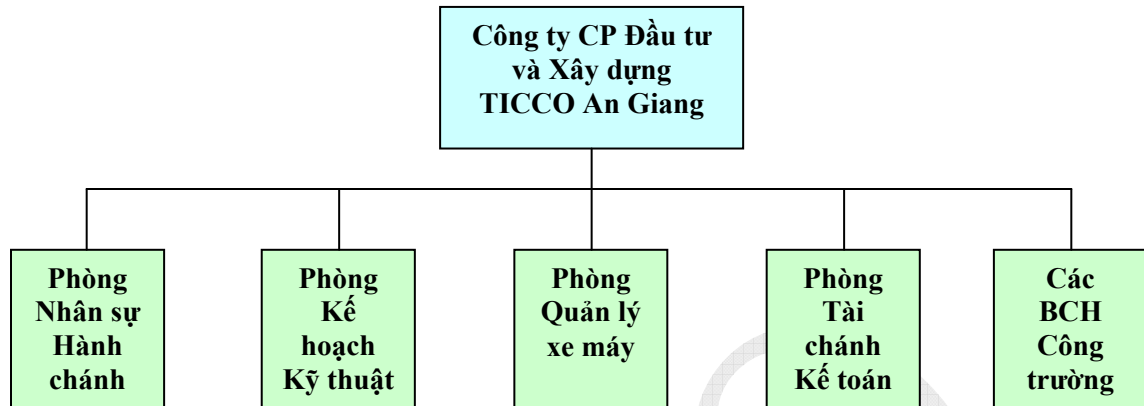 Công ty CP Đầu tư
và Xây dựng
TICCO An Giang
Phòng
Nhân sự
Hành
chánh
Phòng
Kế
hoạch
Kỹ thuật
Phòng
Quản lý
xe máy
Phòng
Tài
chánh
Kế toán
Các
BCH
Công
trường